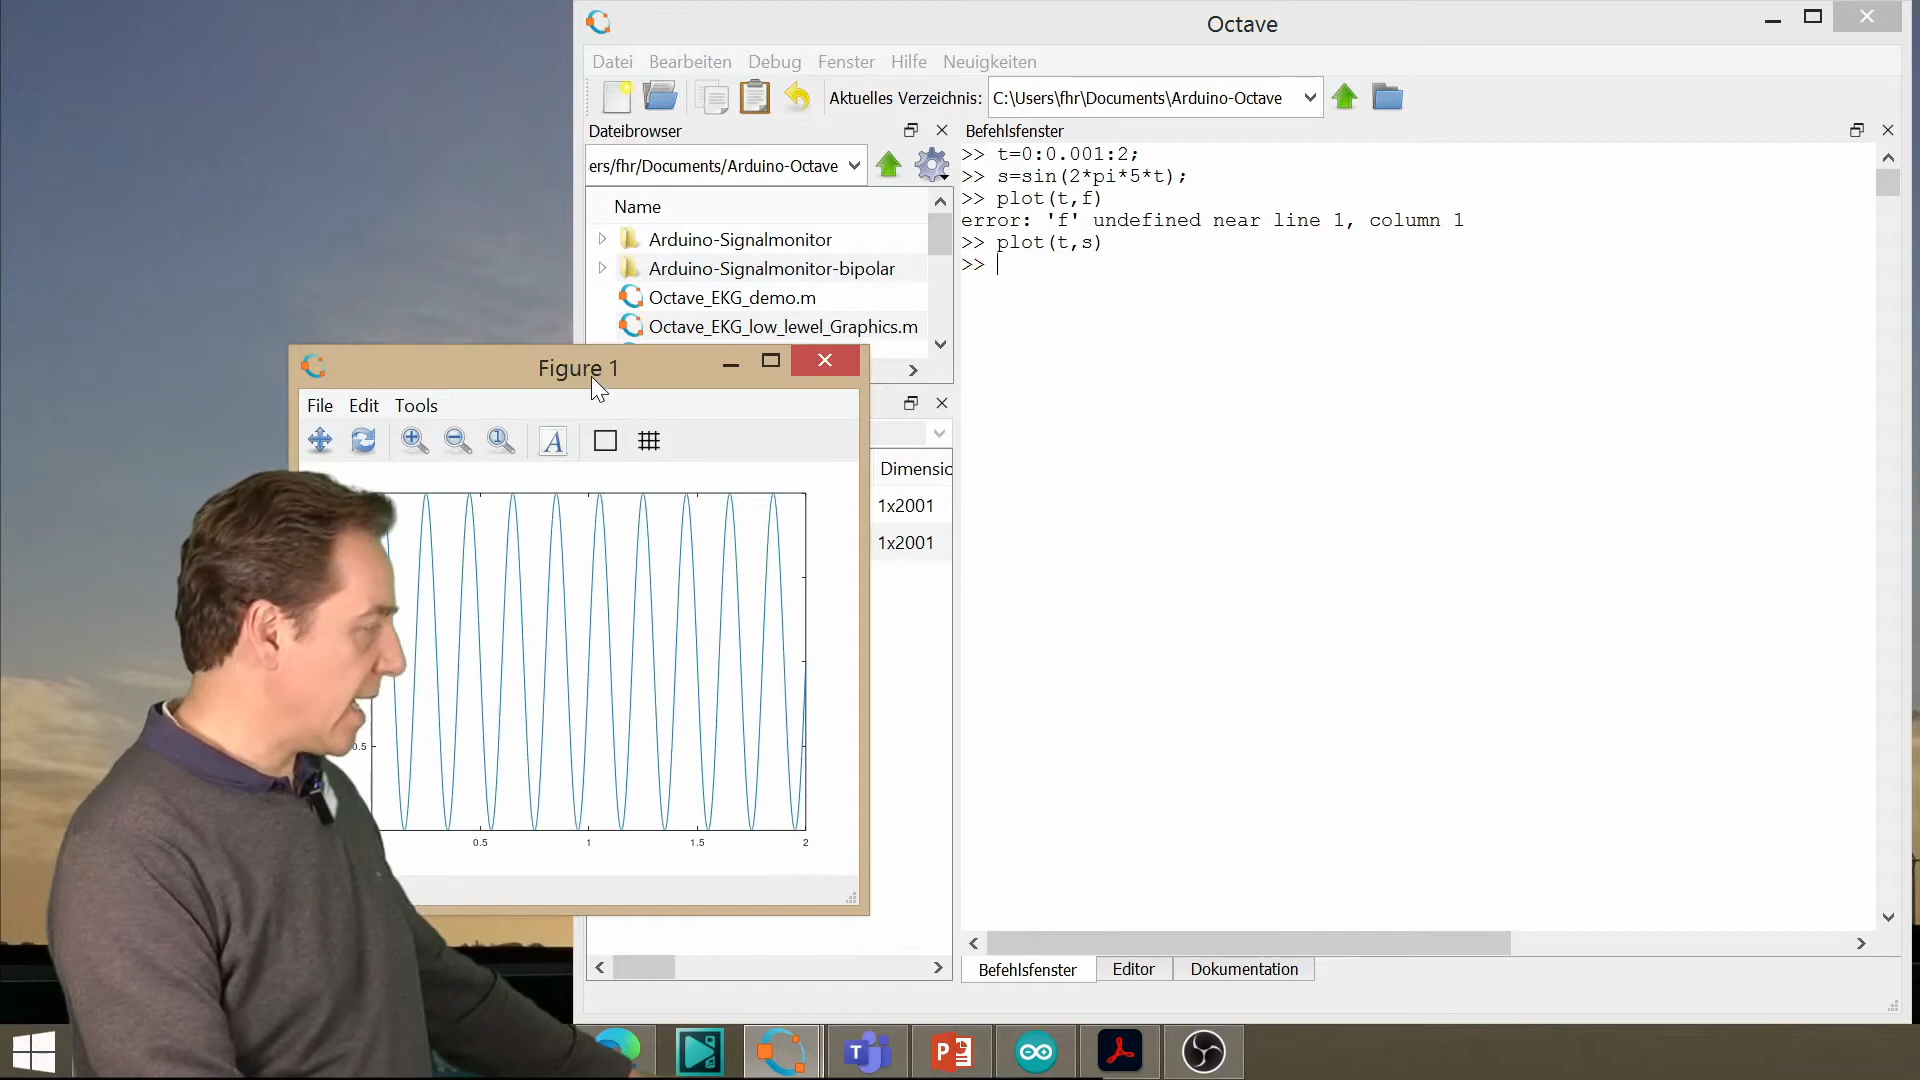 Octave
Datei Bearbeiten Debug Fenster Hilfe Neuigkeiten
Aktuelles Verzeichnis: C:\Users\fhr\Documents\Arduino-Octave
Dateibrowser
ers/fhr/Documents/Arduino-Octave
Name
Arduino-Signalmonitor
Arduino-Signalmonitor-bipolar
Octave_EKG_demo.m
Octave_EKG_low_lewel_Graphics.m
Befehlsfenster
>> t=0:0.001:2;
>> s=sin(2*pi*5*t);
>> plot(t,f)
error: 'f' undefined near line 1, column 1
>> plot(t,s)
>>
Figure 1
File Edit Tools
A
0.5
0.5 1 1.5 2
Dimensic
1x2001
1x2001
Befehlsfenster Editor Dokumentation